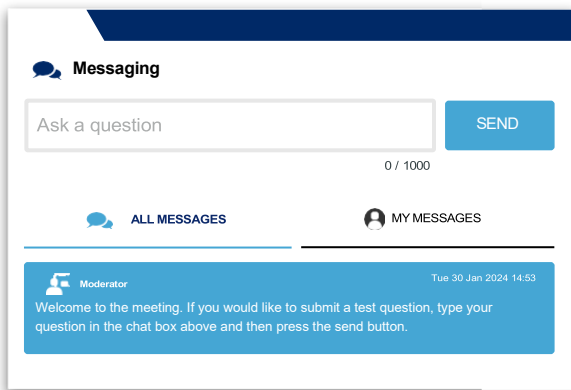 Messaging
Ask a question
SEND
0 / 1000
ALL MESSAGES
MY MESSAGES
Moderator
Tue 30 Jan 2024 14:53
Welcome to the meeting. If you would like to submit a test question, type your
question in the chat box above and then press the send button.